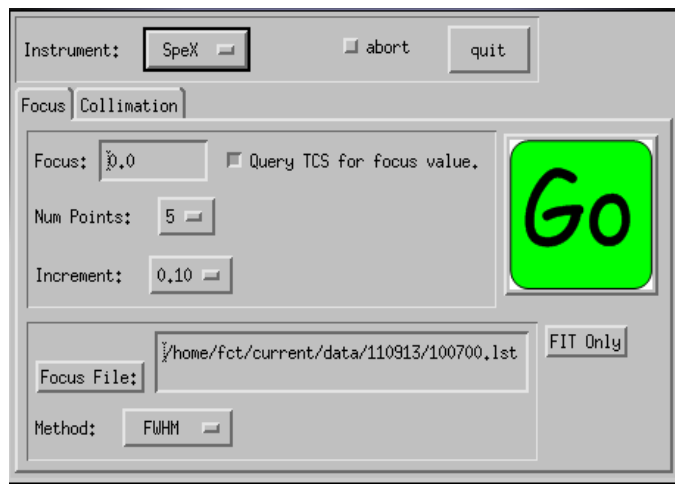 Instrument: SpeX abort quit
Focus Collimation
Focus: 0.0 Query TCS for focus value.
Num Points: 5
Increment: 0.10
Go
/home/fct/current/data/110913/100700.lst
FIT Only
Focus File:
Method: FWHM